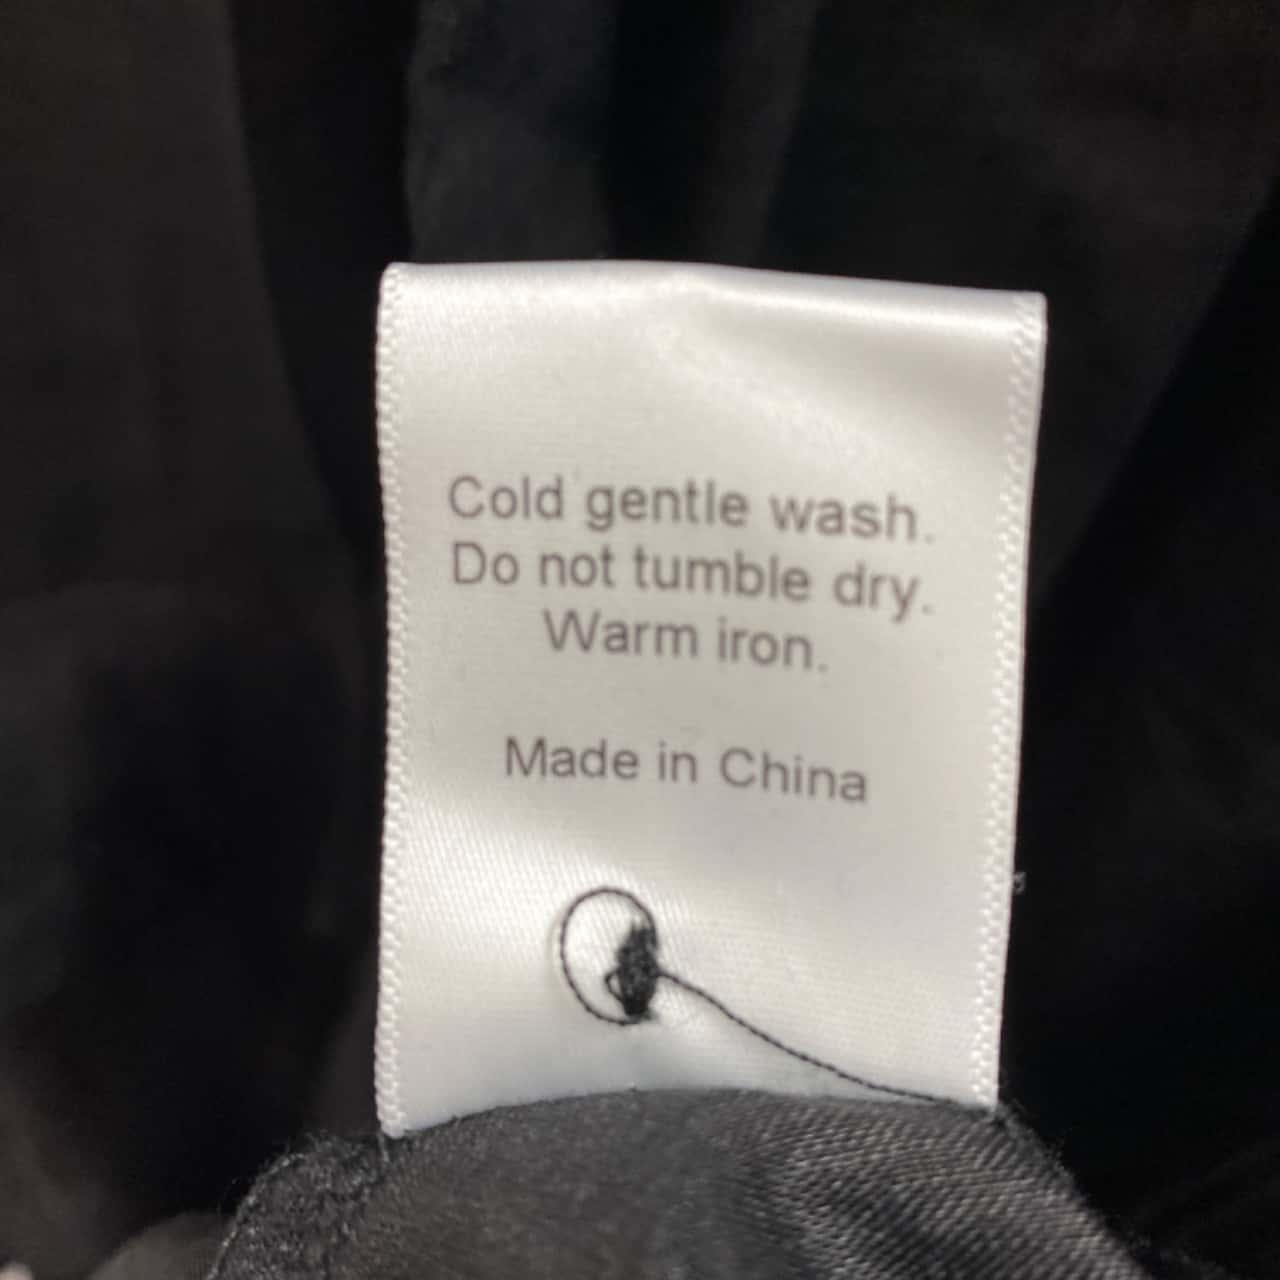 Cold gentle wash.
Do not tumble dry.
Warm iron.
Made in China